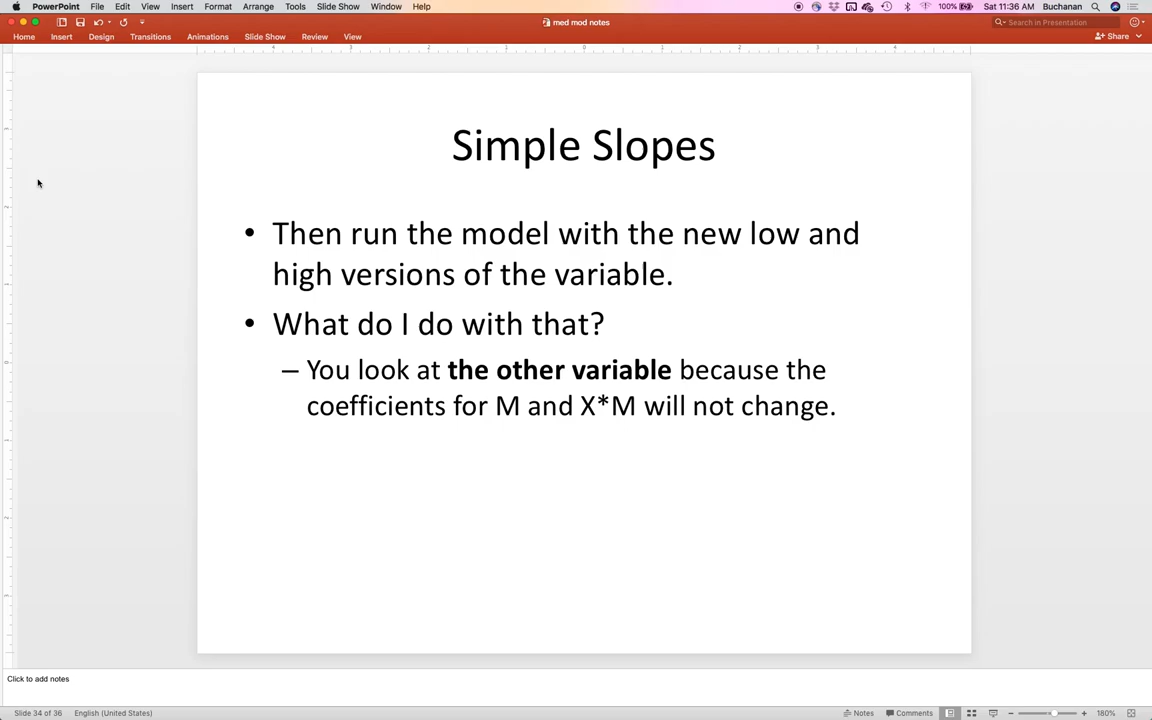 PowerPoint File Edit View Insert Format Arrange Tools Slide Show Window Help 100% Sat 11:36 AM Buchanan
med mod notes
Search in Presentation
Home Insert Design Transitions Animations Slide Show Review View
Share
Simple Slopes
• Then run the model with the new low and
high versions of the variable.
• What do I do with that?
– You look at the other variable because the
coefficients for M and X*M will not change.
Click to add notes
Slide 34 of 36 English (United States) Notes Comments 180%